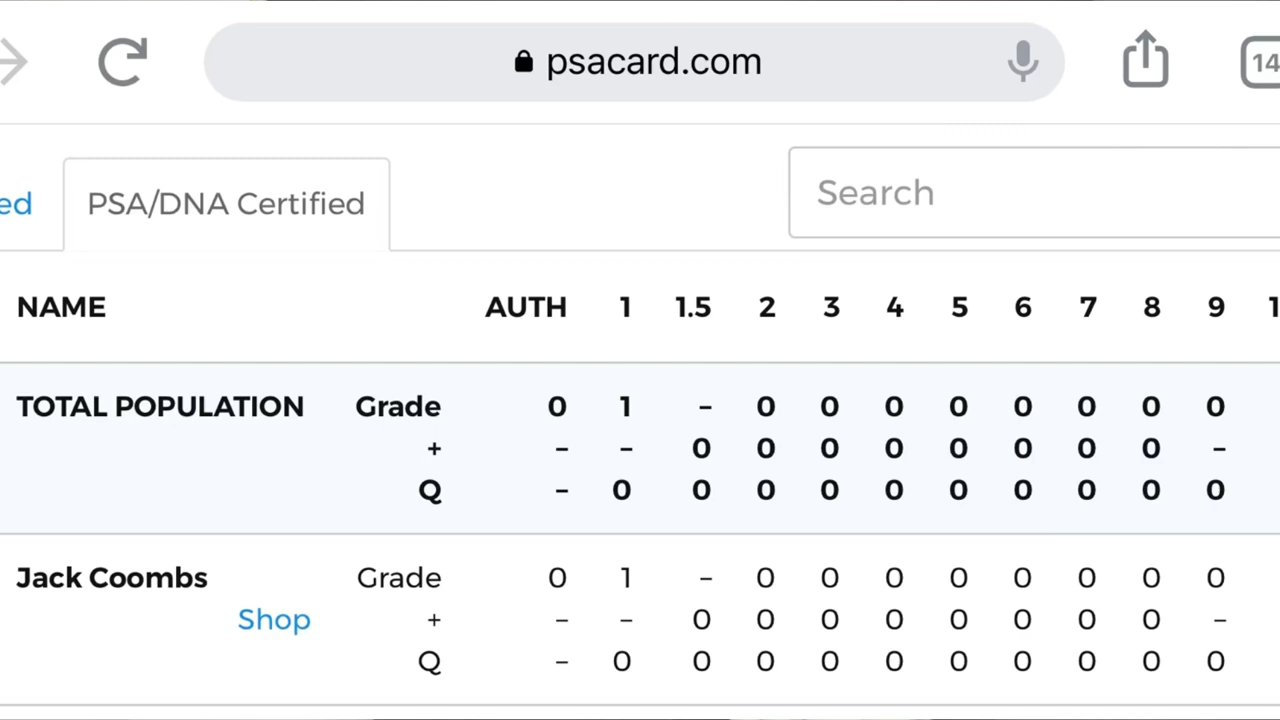 psacard.com
14
ed
PSA/DNA Certified
Search
NAME AUTH 1 1.5 2 3 4 5 6 7 8 9 1
TOTAL POPULATION Grade 0 1 – 0 0 0 0 0 0 0 0
+ – – 0 0 0 0 0 0 0 0 –
Q – 0 0 0 0 0 0 0 0 0 0
Jack Coombs Grade 0 1 – 0 0 0 0 0 0 0 0
Shop + – – 0 0 0 0 0 0 0 0 –
Q – 0 0 0 0 0 0 0 0 0 0